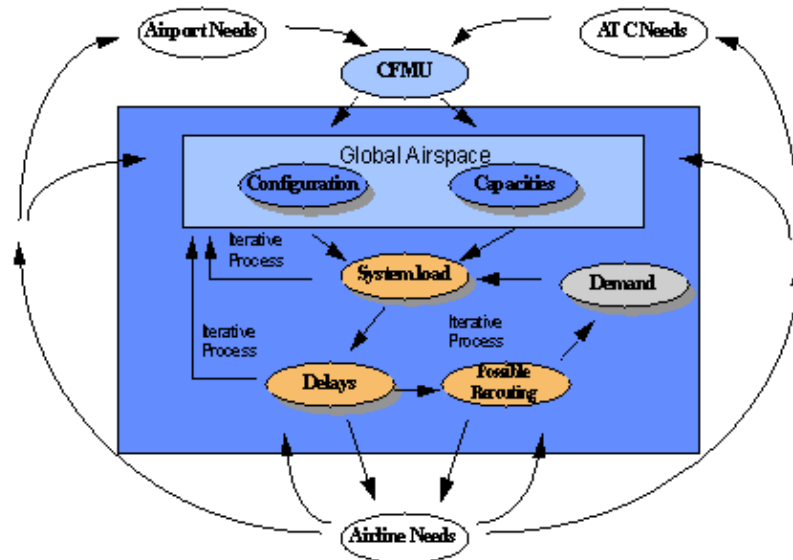 Airport Needs
ATC Needs
CFMU
Global Airspace
Configuration
Capacities
Iterative
Process
System load
Demand
Iterative
Process
Iterative
Process
Delays
Possible
Rerouting
Airline Needs